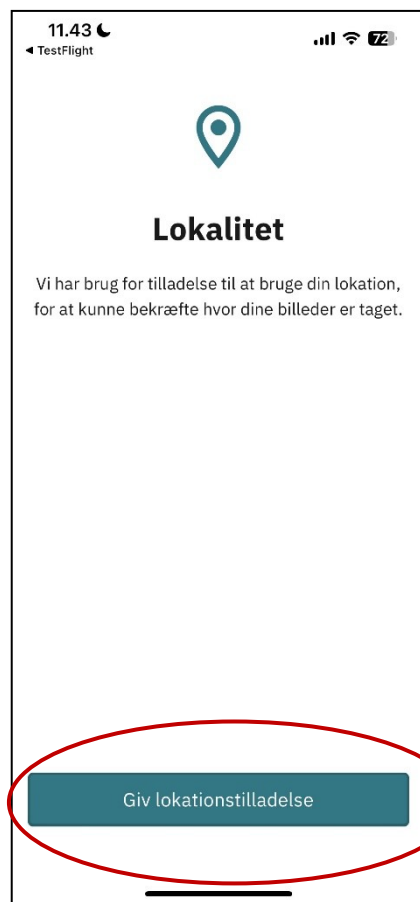 11.43
72
◀ TestFlight
Lokalitet
Vi har brug for tilladelse til at bruge din lokation,
for at kunne bekræfte hvor dine billeder er taget.
Giv lokationstilladelse